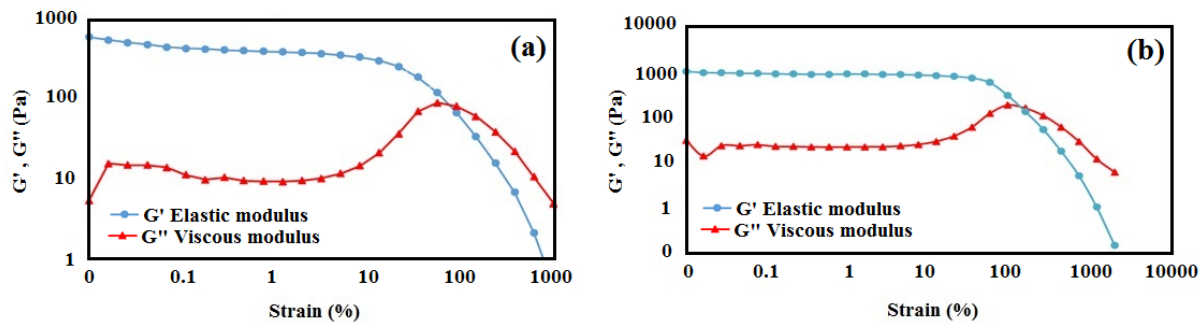 (a)
1000
100
10
1
G', G" (Pa)
G' Elastic modulus
G" Viscous modulus
0 0.1 1 10 100 1000
Strain (%)
(b)
10000
1000
100
10
1
0
G', G" (Pa)
G' Elastic modulus
G" Viscous modulus
0 0.1 1 10 100 1000 10000
Strain (%)